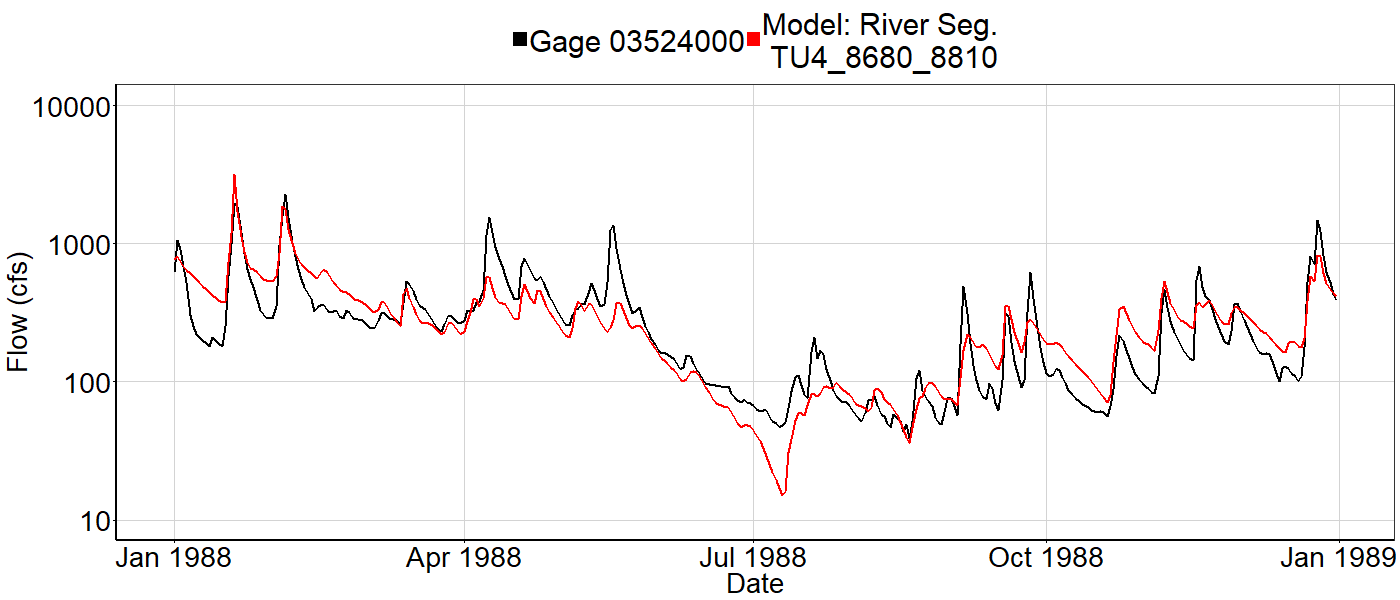 Gage 03524000
Model: River Seg.
TU4_8680_8810
Flow (cfs)
10000
1000
100
10
Jan 1988
Apr 1988
Jul 1988
Oct 1988
Jan 1989
Date